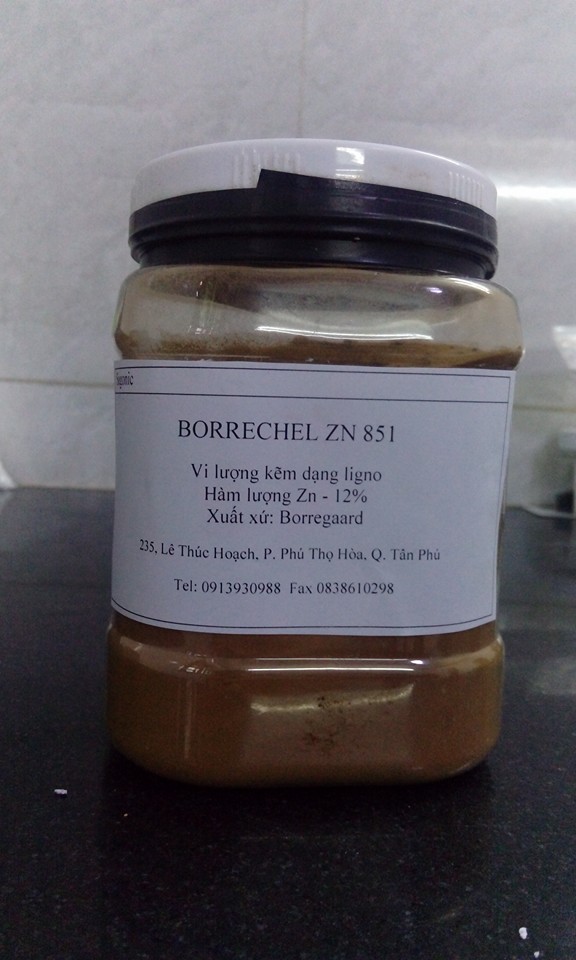 BORRECHEL ZN 851
Vi lượng kẽm dạng ligno
Hàm lượng Zn - 12%
Xuất xứ: Borregaard
235, Lê Thúc Hoạch, P. Phú Thọ Hòa, Q. Tân Phú
Tel: 0913930988 Fax 0838610298